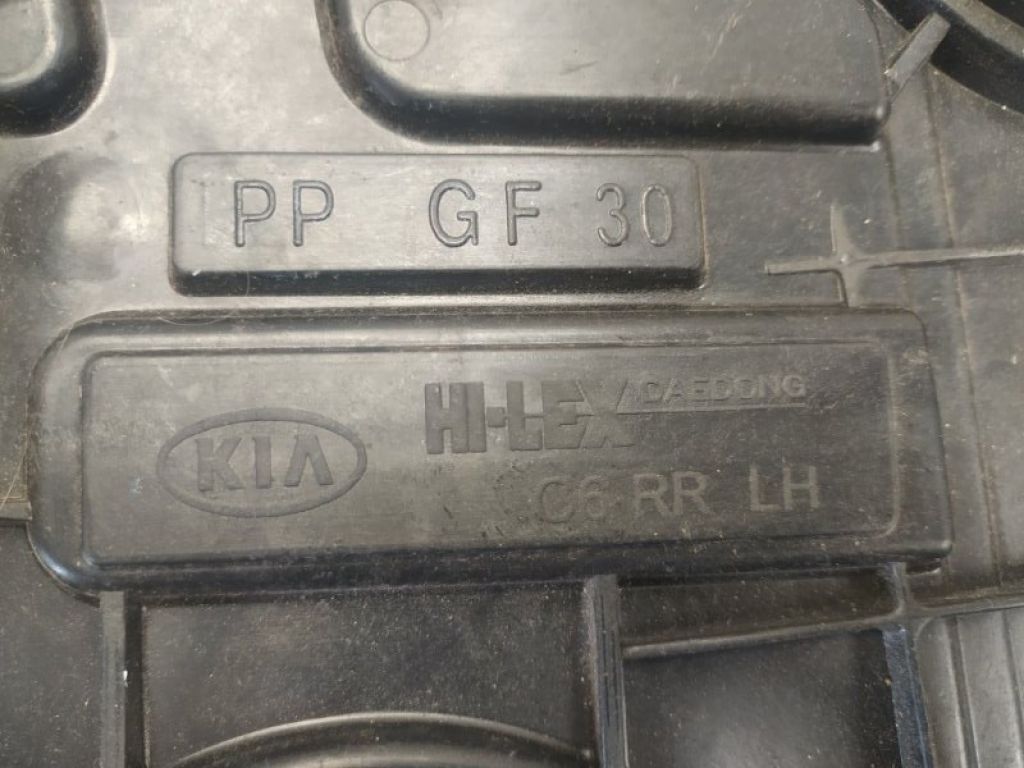 PP GF 30
KIA
HI-LEX DAEDONG
C6 RR LH